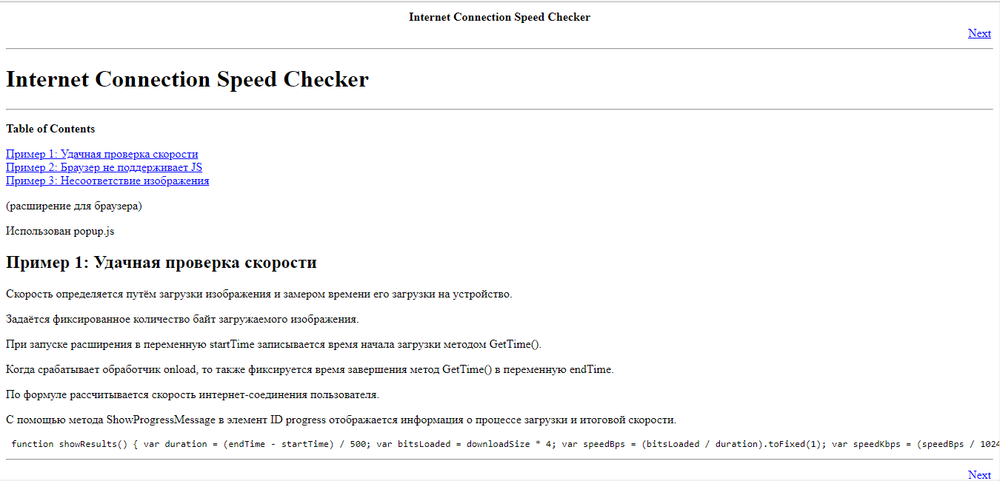 Internet Connection Speed Checker
Next
Internet Connection Speed Checker
Table of Contents
Пример 1: Удачная проверка скорости
Пример 2: Браузер не поддерживает JS
Пример 3: Несоответствие изображения
(расширение для браузера)
Использован popup.js
Пример 1: Удачная проверка скорости
Скорость определяется путём загрузки изображения и замером времени его загрузки на устройство.
Задаётся фиксированное количество байт загружаемого изображения.
При запуске расширения в переменную startTime записывается время начала загрузки методом GetTime().
Когда срабатывает обработчик onload, то также фиксируется время завершения метод GetTime() в переменную endTime.
По формуле рассчитывается скорость интернет-соединения пользователя.
С помощью метода ShowProgressMessage в элемент ID progress отображается информация о процессе загрузки и итоговой скорости.
function showResults() { var duration = (endTime - startTime) / 500; var bitsLoaded = downloadSize * 4; var speedBps = (bitsLoaded / duration).toFixed(1); var speedKbps = (speedBps / 1024
Next